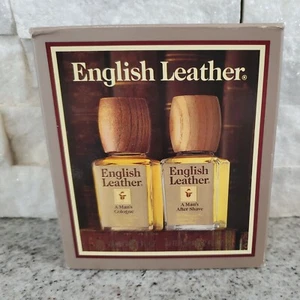 English Leather®
English
Leather.
A Man's
Cologne
English
Leather.
A Man's
After Shave